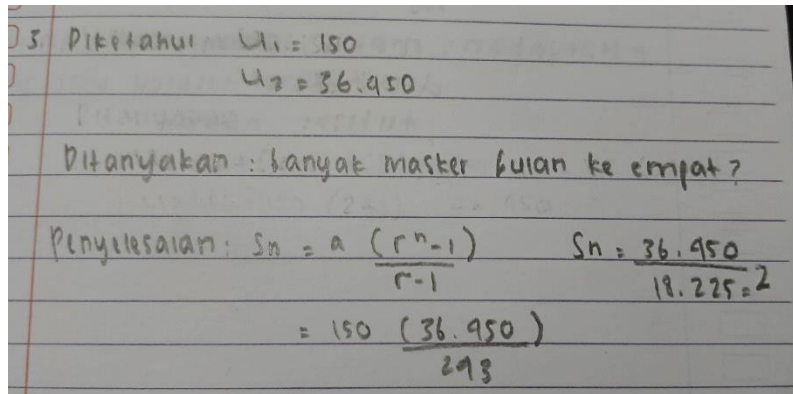 3. Diketahui U₁ = 150
U₂ = 36.950
Ditanyakan : banyak masker bulan ke empat?
Penyelesaian : Sn = a (rⁿ-1) / r-1 Sn = 36.950 / 18.225 = 2
= 150 (36.950) / 293